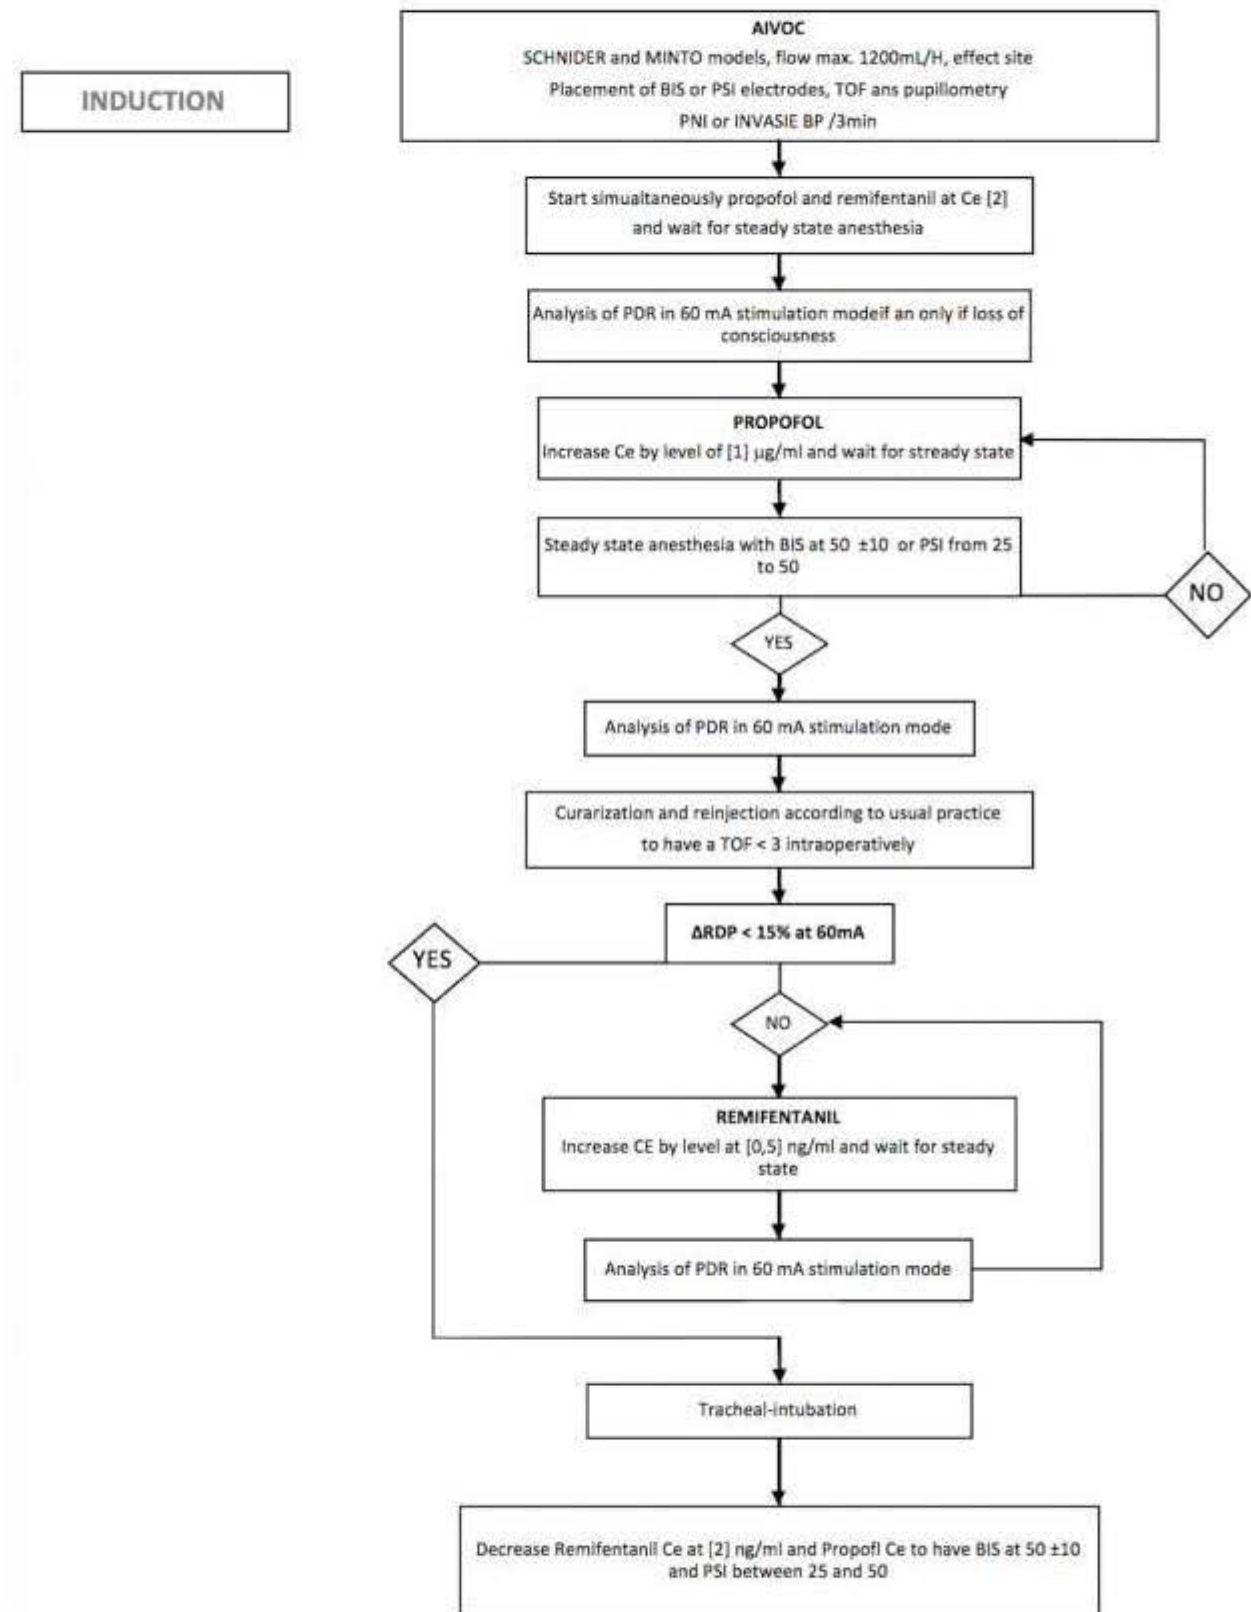 INDUCTION
AIVOC
SCHNIDER and MINTO models, flow max. 1200mL/H, effect site
Placement of BIS or PSI electrodes, TOF ans pupillometry
PNI or INVASIE BP /3min
Start simualtaneously propofol and remifentanil at Ce [2]
and wait for steady state anesthesia
Analysis of PDR in 60 mA stimulation modeif an only if loss of
consciousness
PROPOFOL
Increase Ce by level of [1] µg/ml and wait for stready state
Steady state anesthesia with BIS at 50 ±10 or PSI from 25
to 50
NO
YES
Analysis of PDR in 60 mA stimulation mode
Curarization and reinjection according to usual practice
to have a TOF < 3 intraoperatively
ΔRDP < 15% at 60mA
YES
NO
REMIFENTANIL
Increase CE by level at [0,5] ng/ml and wait for steady
state
Analysis of PDR in 60 mA stimulation mode
Tracheal-intubation
Decrease Remifentanil Ce at [2] ng/ml and Propofl Ce to have BIS at 50 ±10
and PSI between 25 and 50